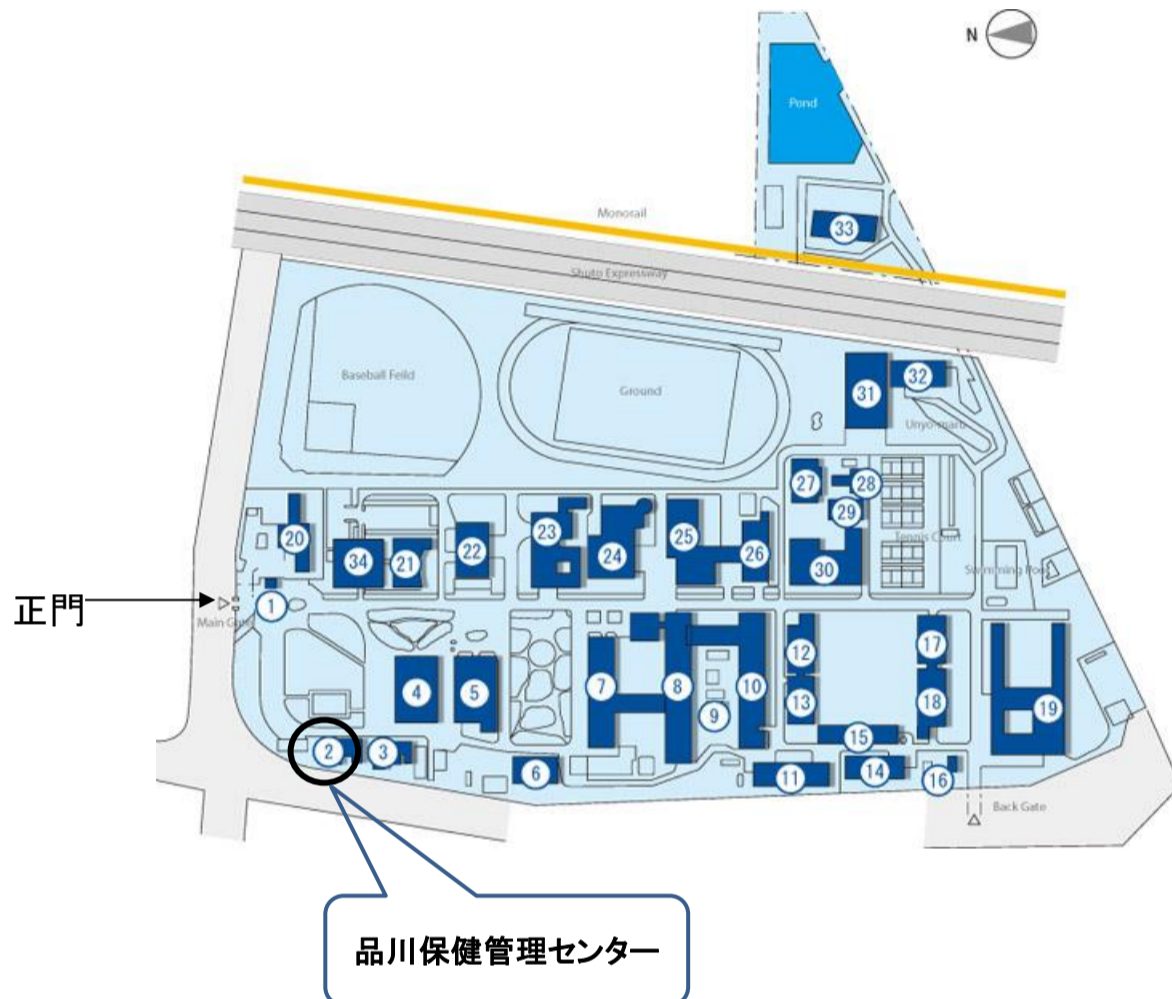 N
Pond
33
Monorail
Shuto Expressway
Baseball Feild
Ground
31
32
Unyo-maru
27
28
29
20
34
21
22
23
24
25
26
30
Tennis Court
Swimming Pool
正門
Main Gate
1
4
5
7
8
9
10
12
13
17
18
19
2
3
6
11
15
14
16
Back Gate
品川保健管理センター